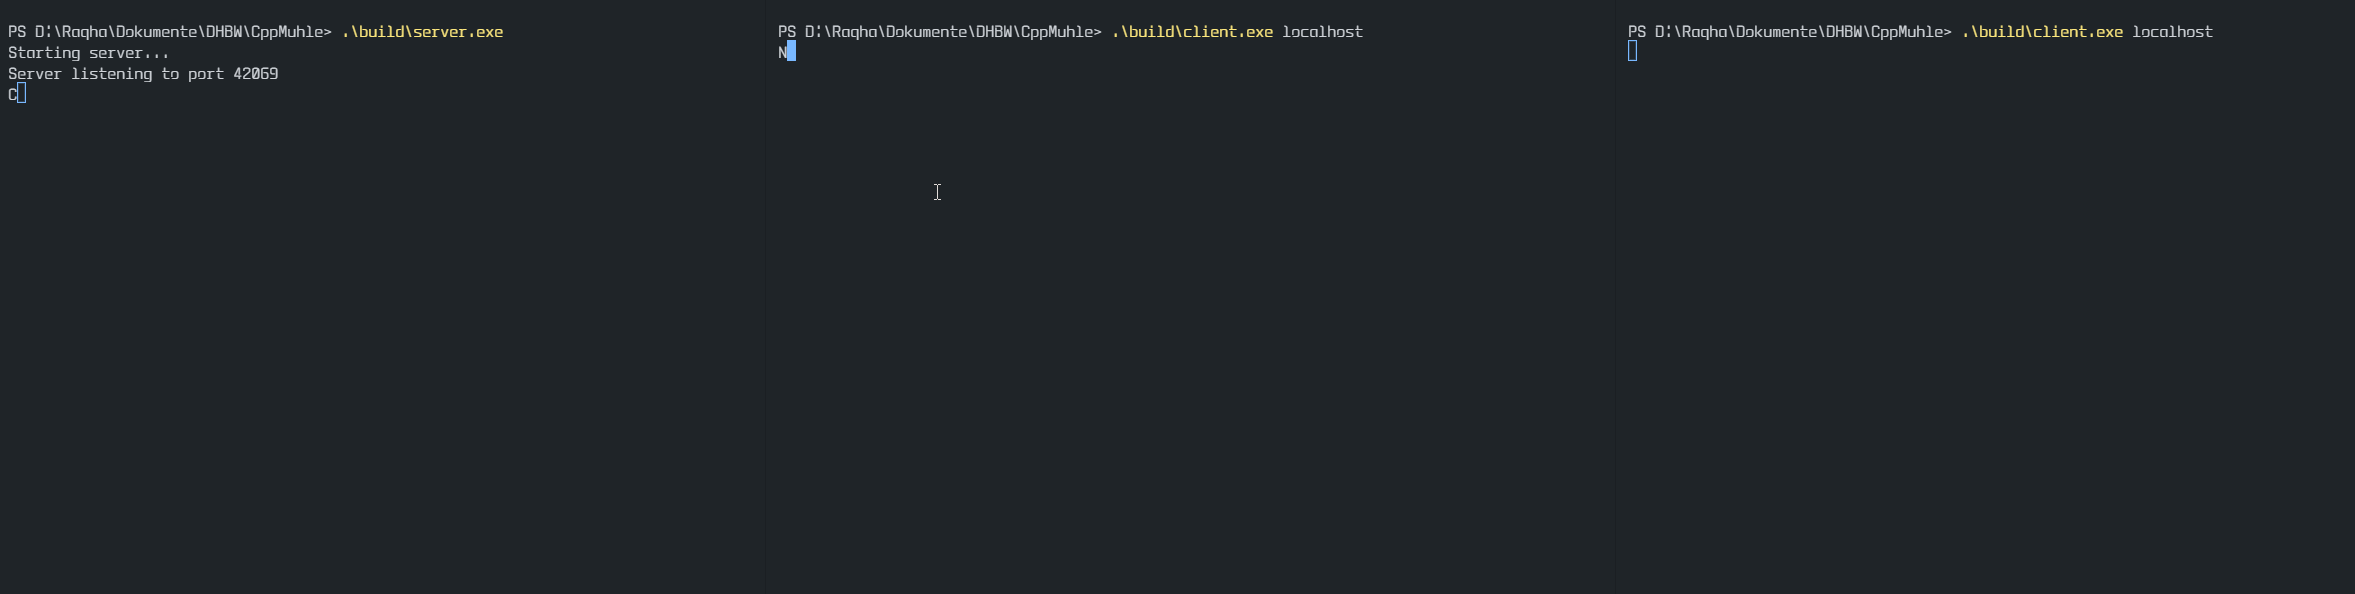 PS D:\Raqha\Dokumente\DHBW\CppMuhle> .\build\server.exe
Starting server...
Server listening to port 42069
C
PS D:\Raqha\Dokumente\DHBW\CppMuhle> .\build\client.exe localhost
N
PS D:\Raqha\Dokumente\DHBW\CppMuhle> .\build\client.exe localhost